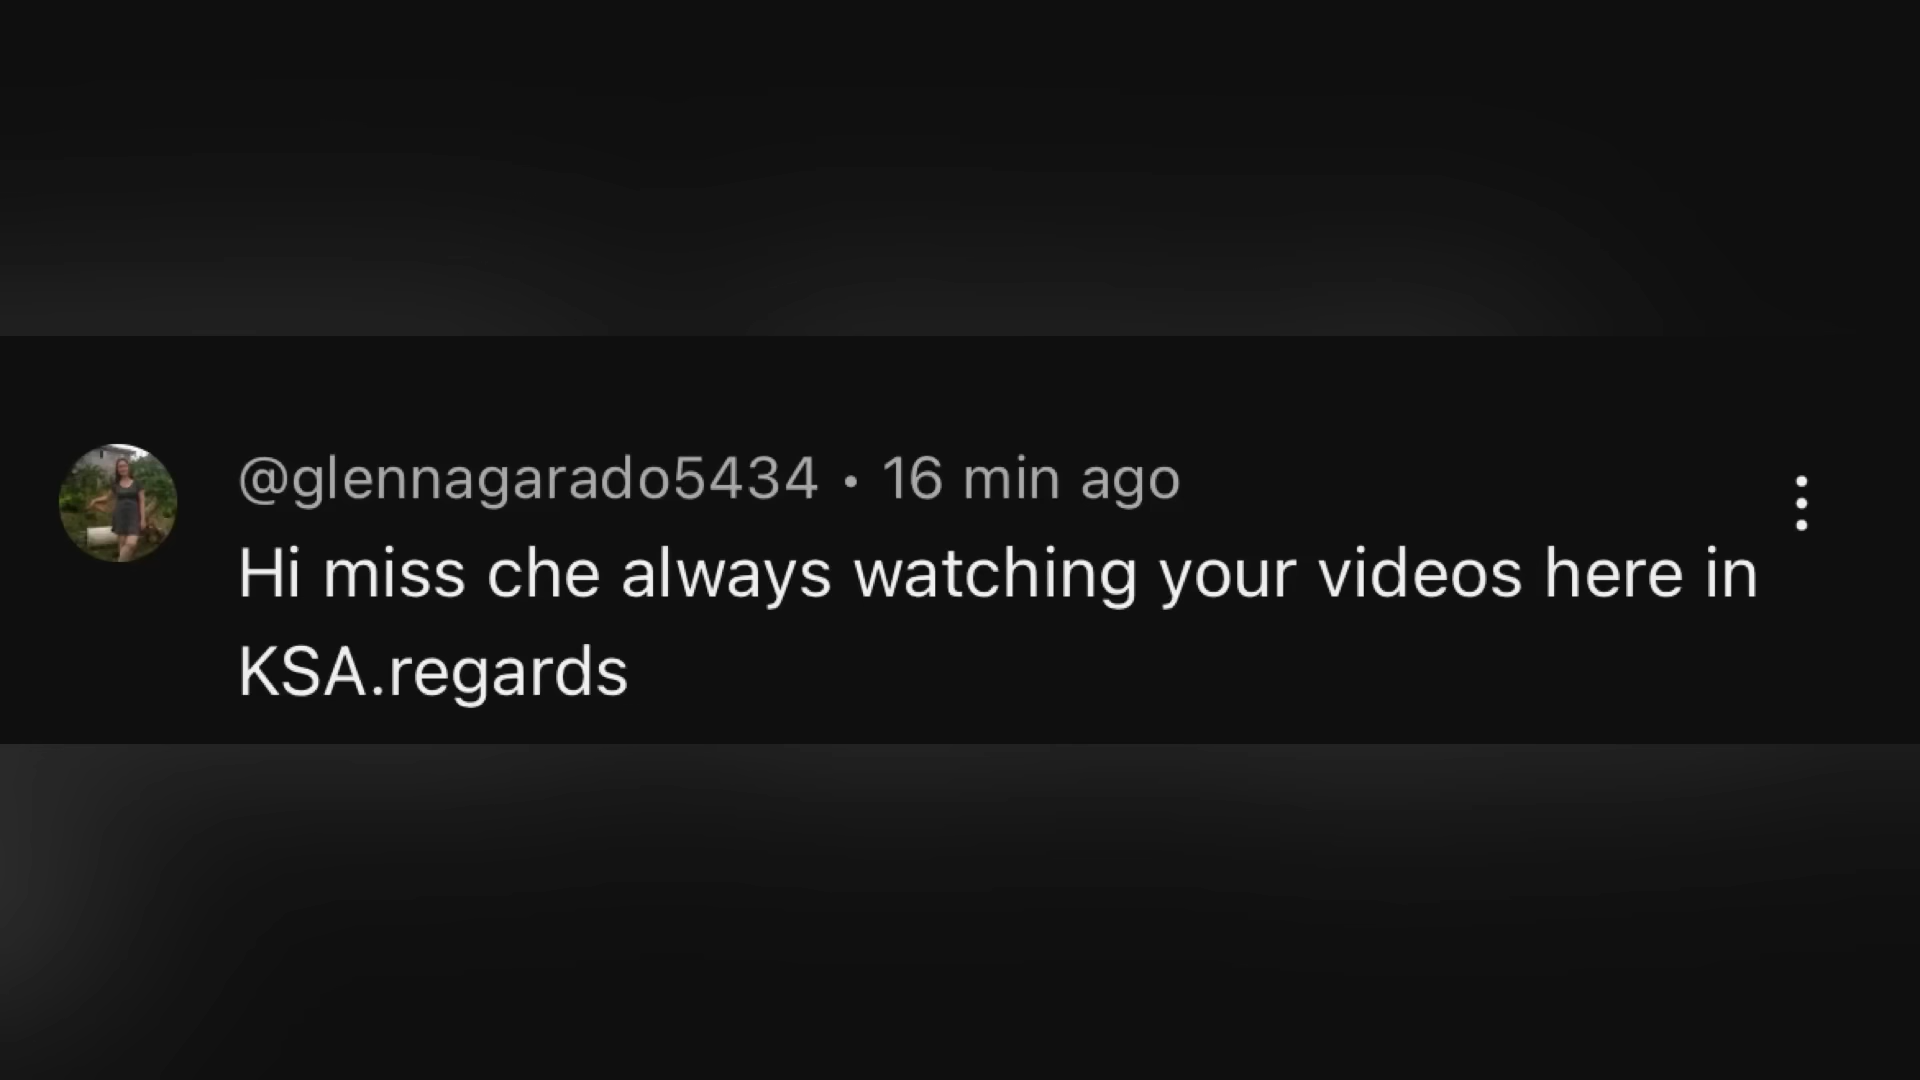 @glennagarado5434 • 16 min ago
Hi miss che always watching your videos here in
KSA.regards